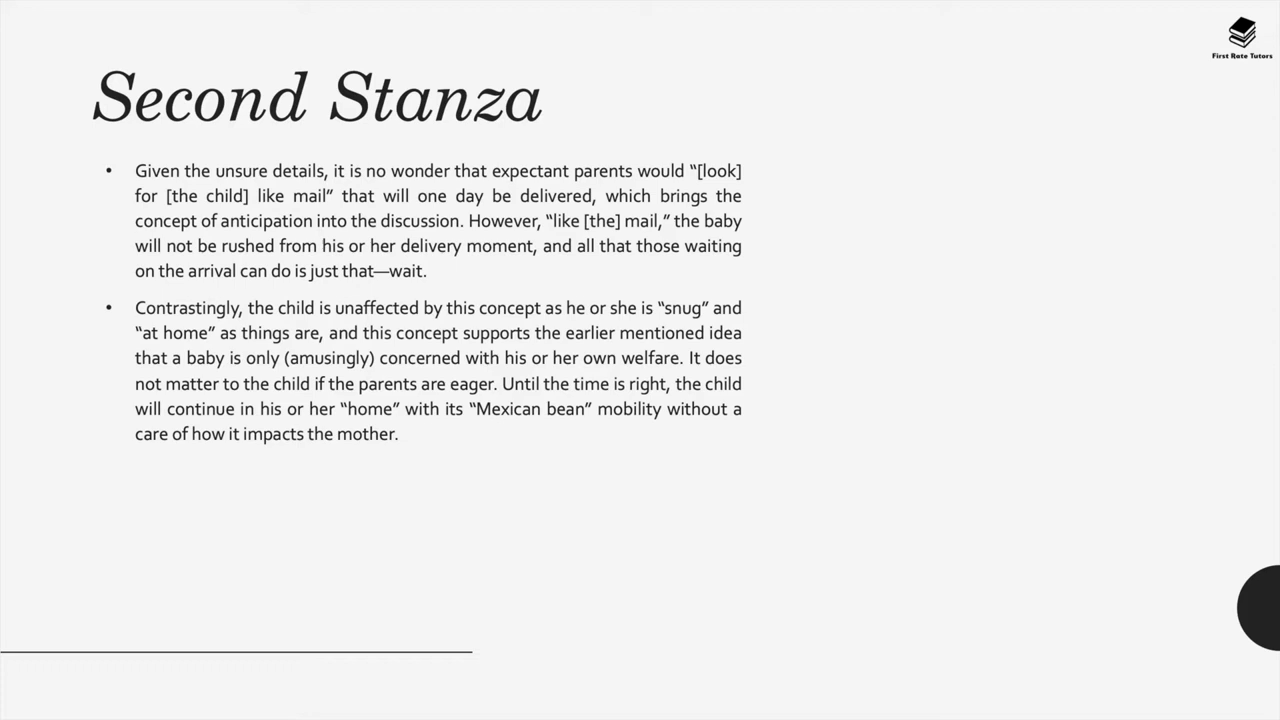 First Rate Tutors
Second Stanza
• Given the unsure details, it is no wonder that expectant parents would “[look]
for [the child] like mail” that will one day be delivered, which brings the
concept of anticipation into the discussion. However, “like [the] mail,” the baby
will not be rushed from his or her delivery moment, and all that those waiting
on the arrival can do is just that—wait.
• Contrastingly, the child is unaffected by this concept as he or she is “snug” and
“at home” as things are, and this concept supports the earlier mentioned idea
that a baby is only (amusingly) concerned with his or her own welfare. It does
not matter to the child if the parents are eager. Until the time is right, the child
will continue in his or her “home” with its “Mexican bean” mobility without a
care of how it impacts the mother.